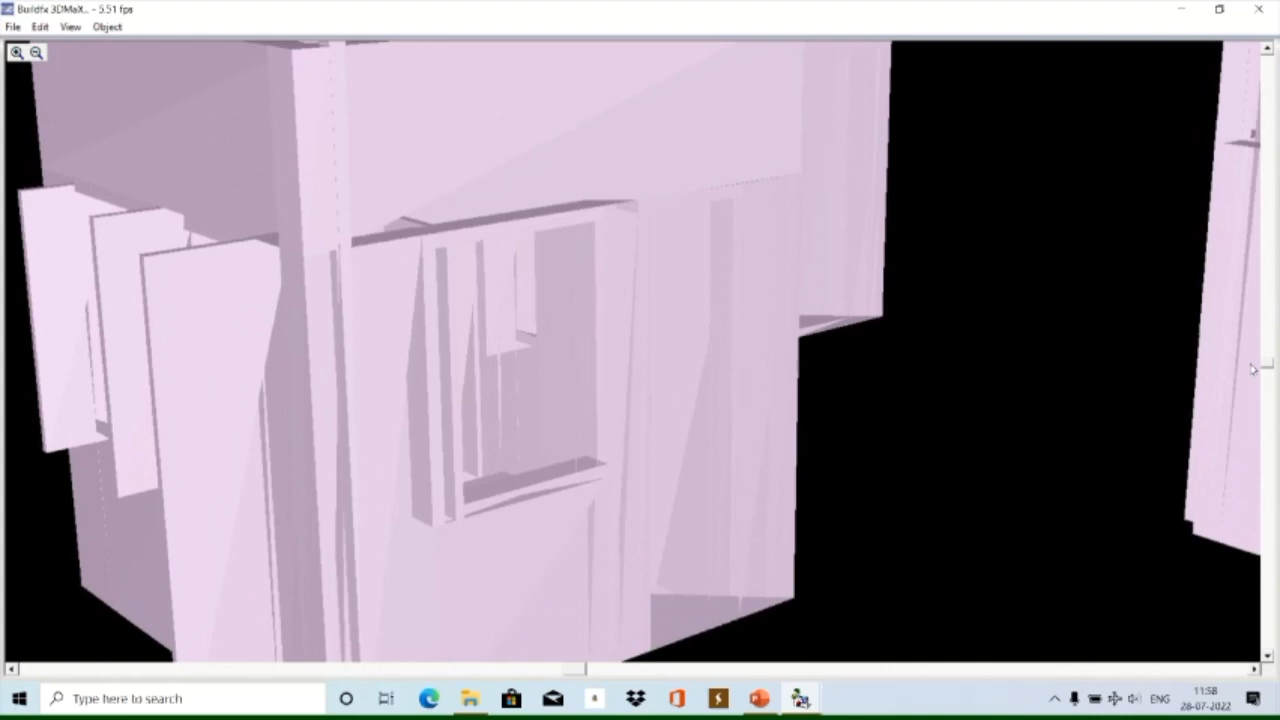 Buildfx 3DMaX... - 5.51 fps
File Edit View Object
Type here to search
ENG
11:58
28-07-2022